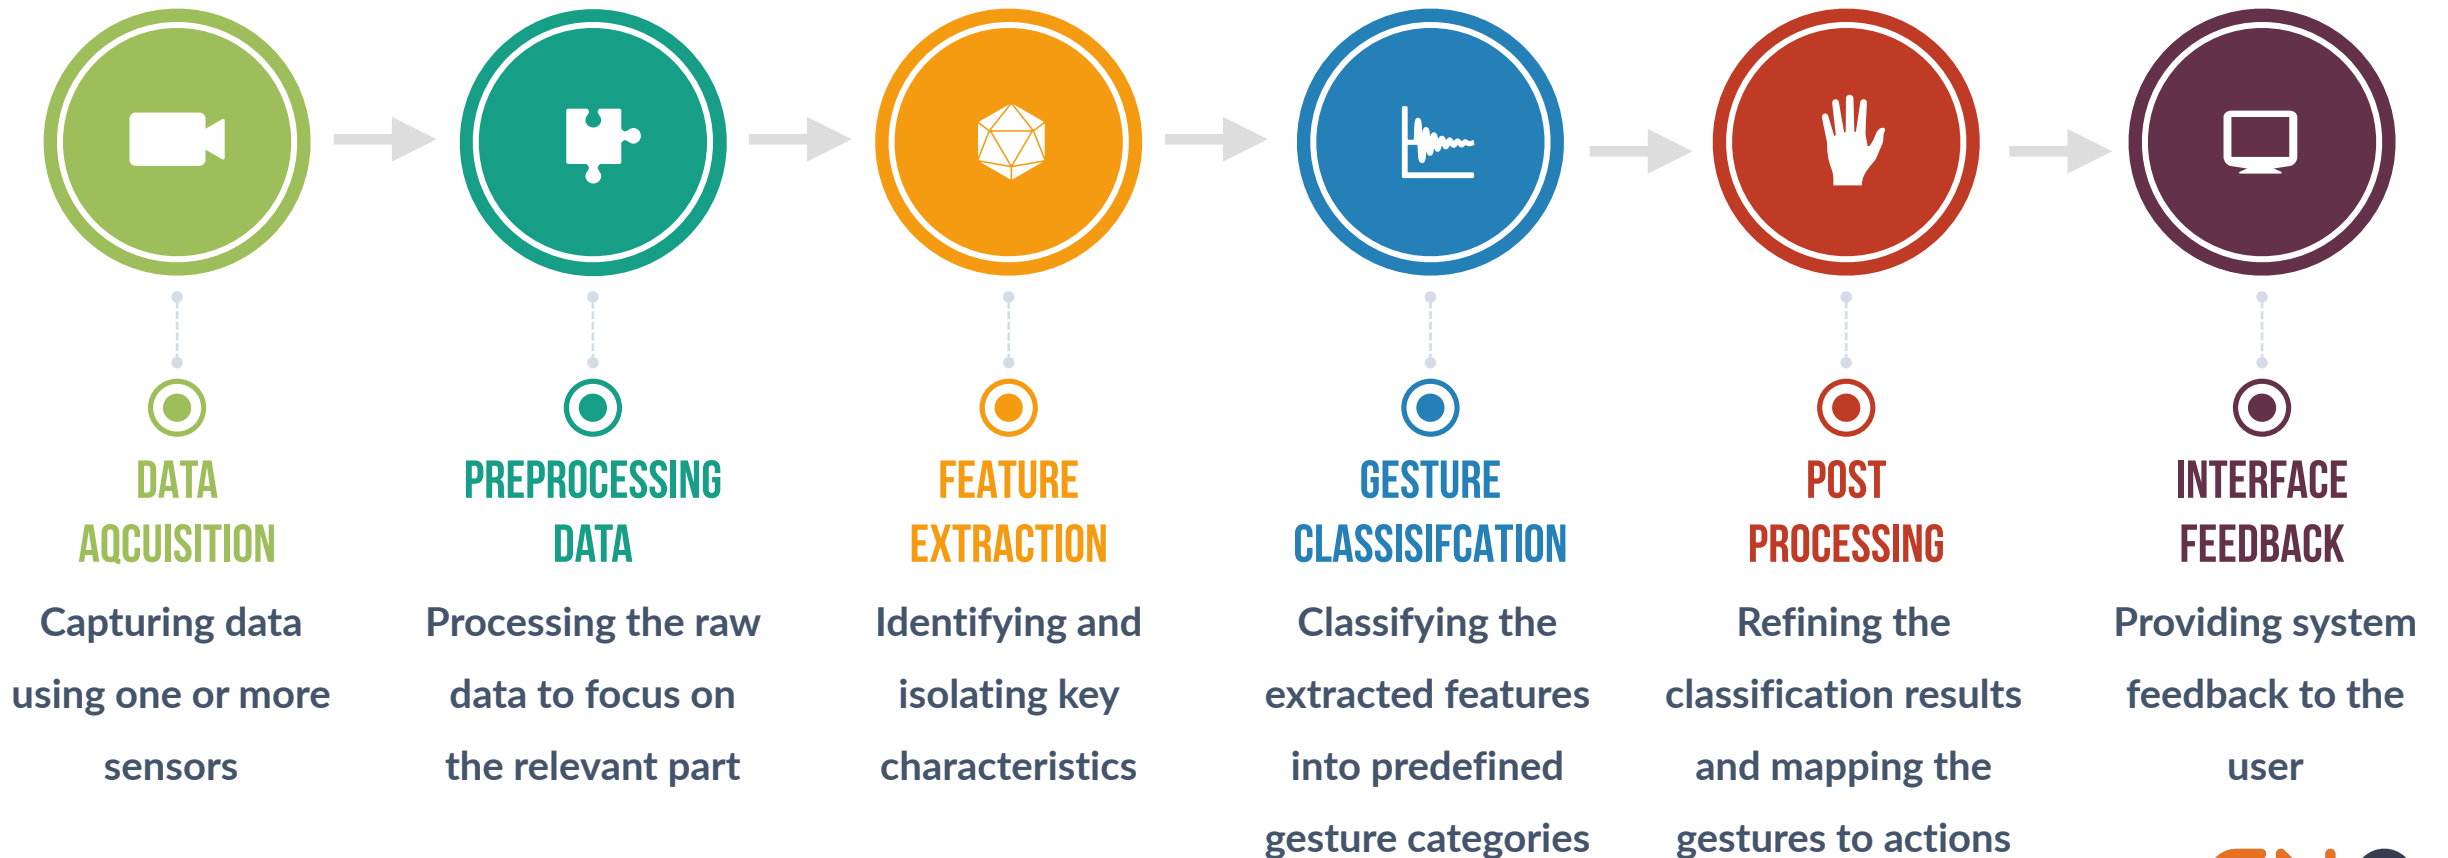 DATA
AQCUISITION
Capturing data
using one or more
sensors
PREPROCESSING
DATA
Processing the raw
data to focus on
the relevant part
FEATURE
EXTRACTION
Identifying and
isolating key
characteristics
GESTURE
CLASSISIFCATION
Classifying the
extracted features
into predefined
gesture categories
POST
PROCESSING
Refining the
classification results
and mapping the
gestures to actions
INTERFACE
FEEDBACK
Providing system
feedback to the
user